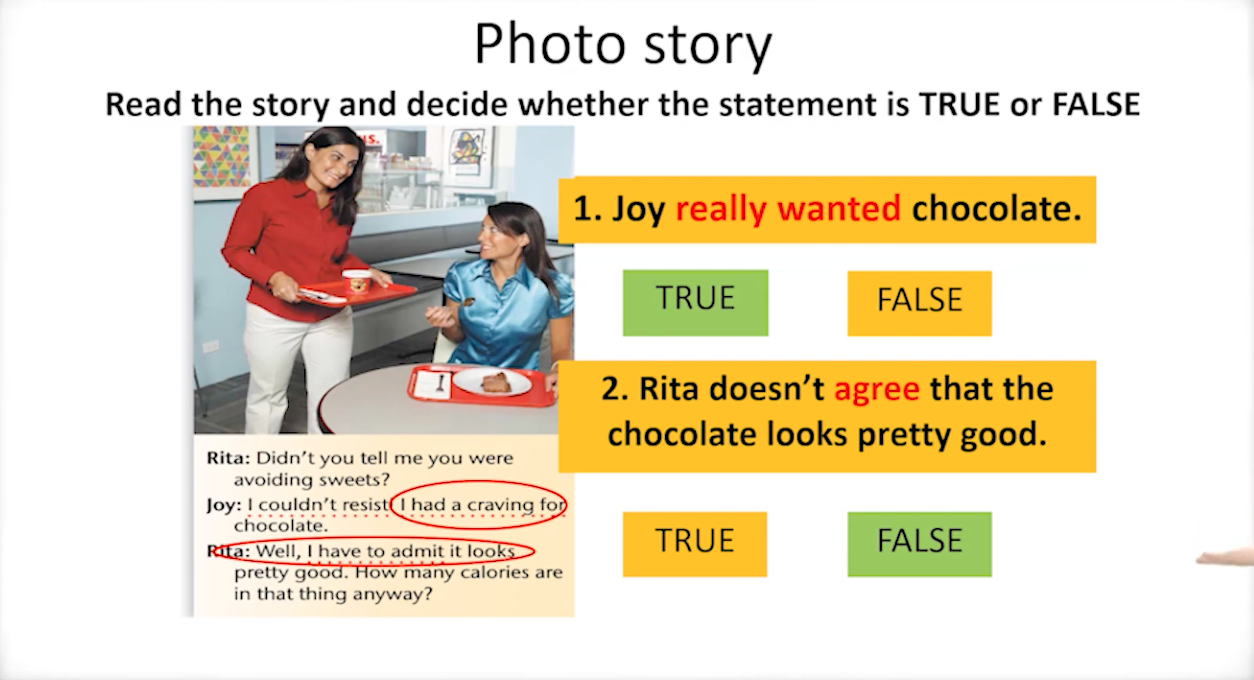 Photo story
Read the story and decide whether the statement is TRUE or FALSE
1. Joy really wanted chocolate.
TRUE
FALSE
2. Rita doesn't agree that the
chocolate looks pretty good.
TRUE
FALSE
Rita: Didn't you tell me you were
avoiding sweets?
Joy: I couldn't resist I had a craving for
chocolate.
Rita: Well, I have to admit it looks
pretty good. How many calories are
in that thing anyway?